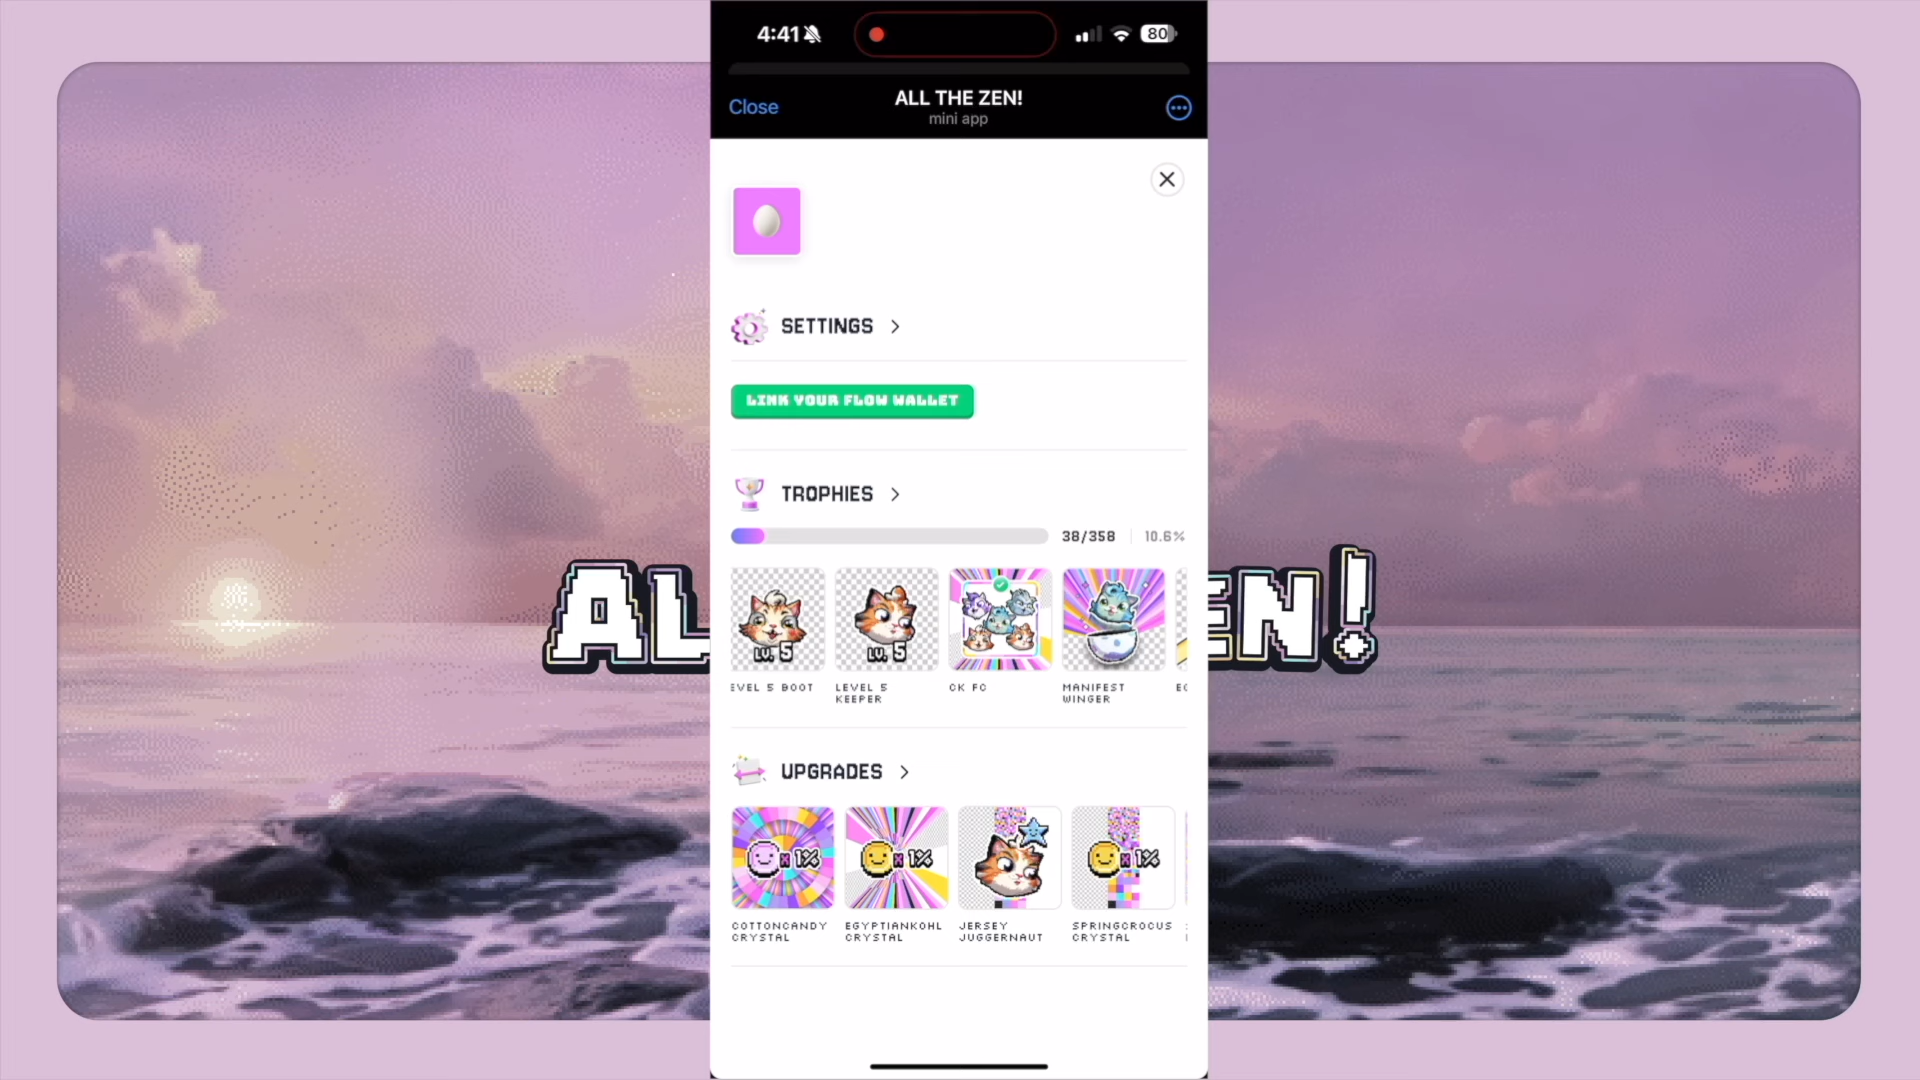 4:41
80
Close
ALL THE ZEN!
mini app
SETTINGS
LINK YOUR FLOW WALLET
TROPHIES
38/358
10.6%
LV. 5
LV. 5
EVEL 5 BOOT
LEVEL 5
KEEPER
CK FC
MANIFEST
WINGER
UPGRADES
x 1%
x 1%
x 1%
COTTONCANDY
CRYSTAL
EGYPTIANKOHL
CRYSTAL
JERSEY
JUGGERNAUT
SPRINGCROCUS
CRYSTAL
AL
EN!